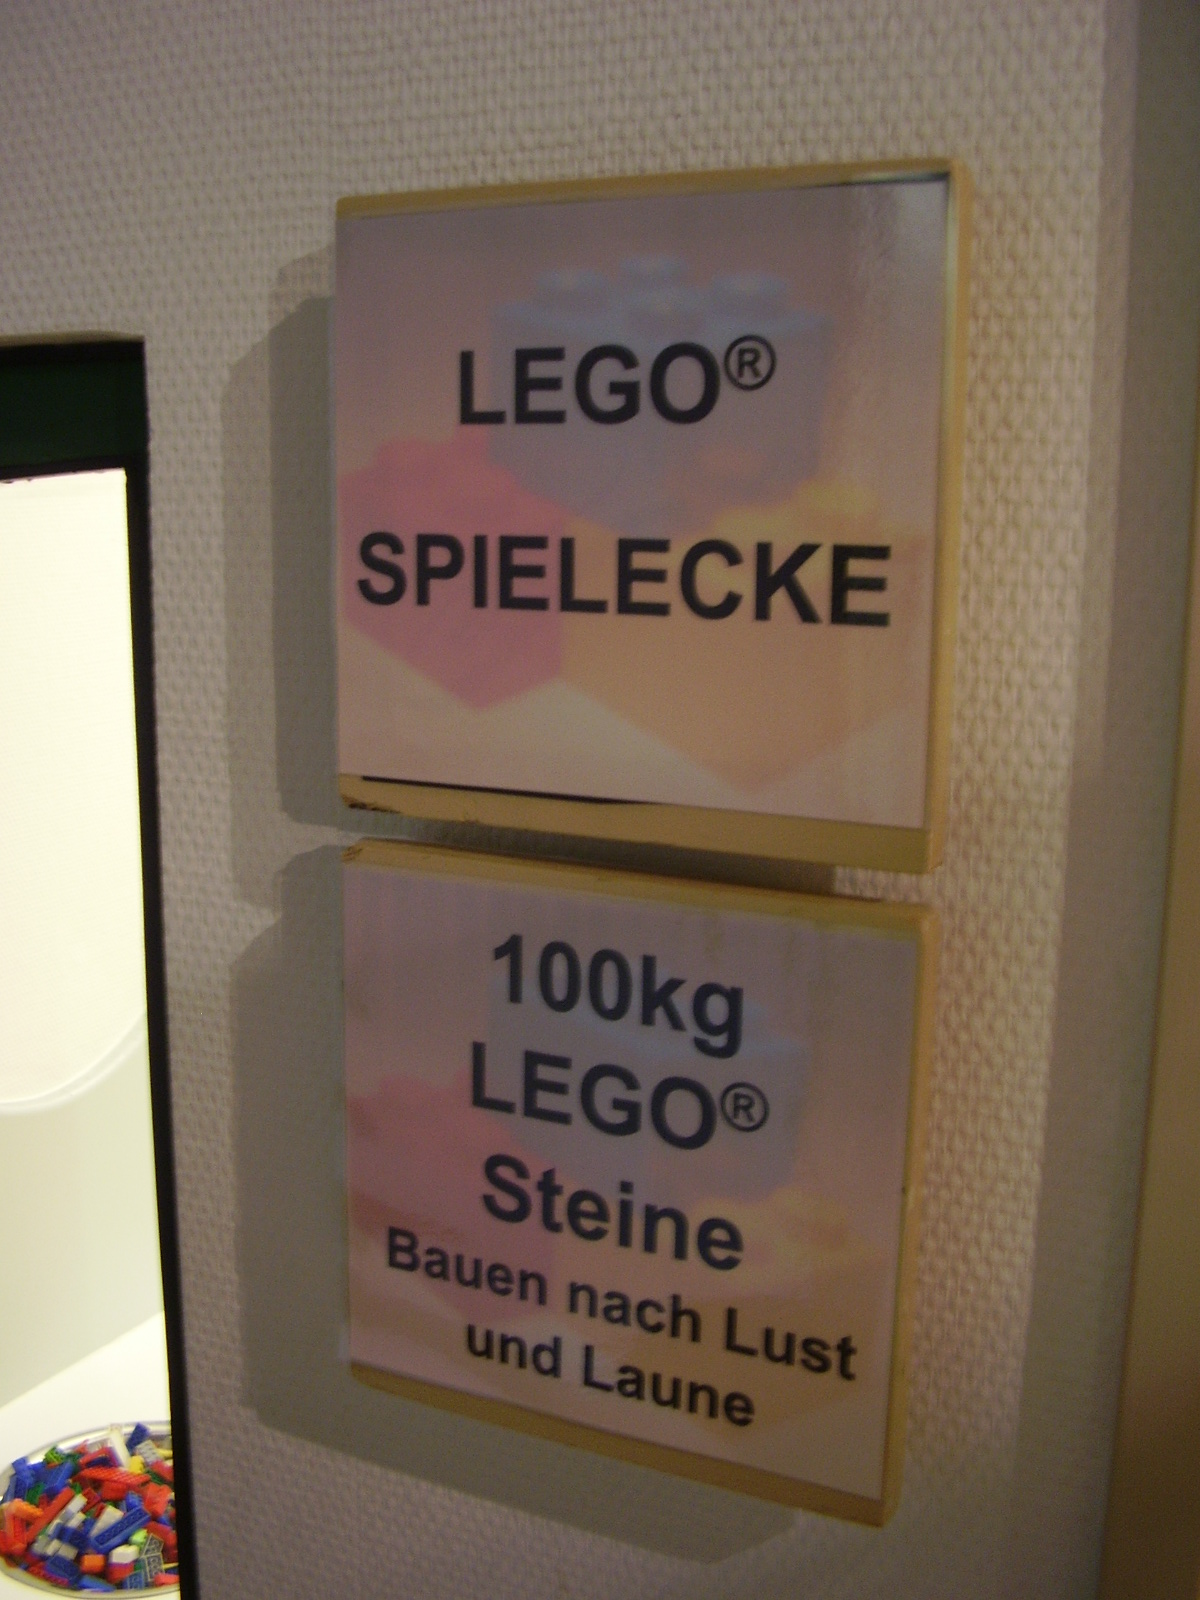 LEGO®
SPIELECKE
100kg
LEGO®
Steine
Bauen nach Lust
und Laune